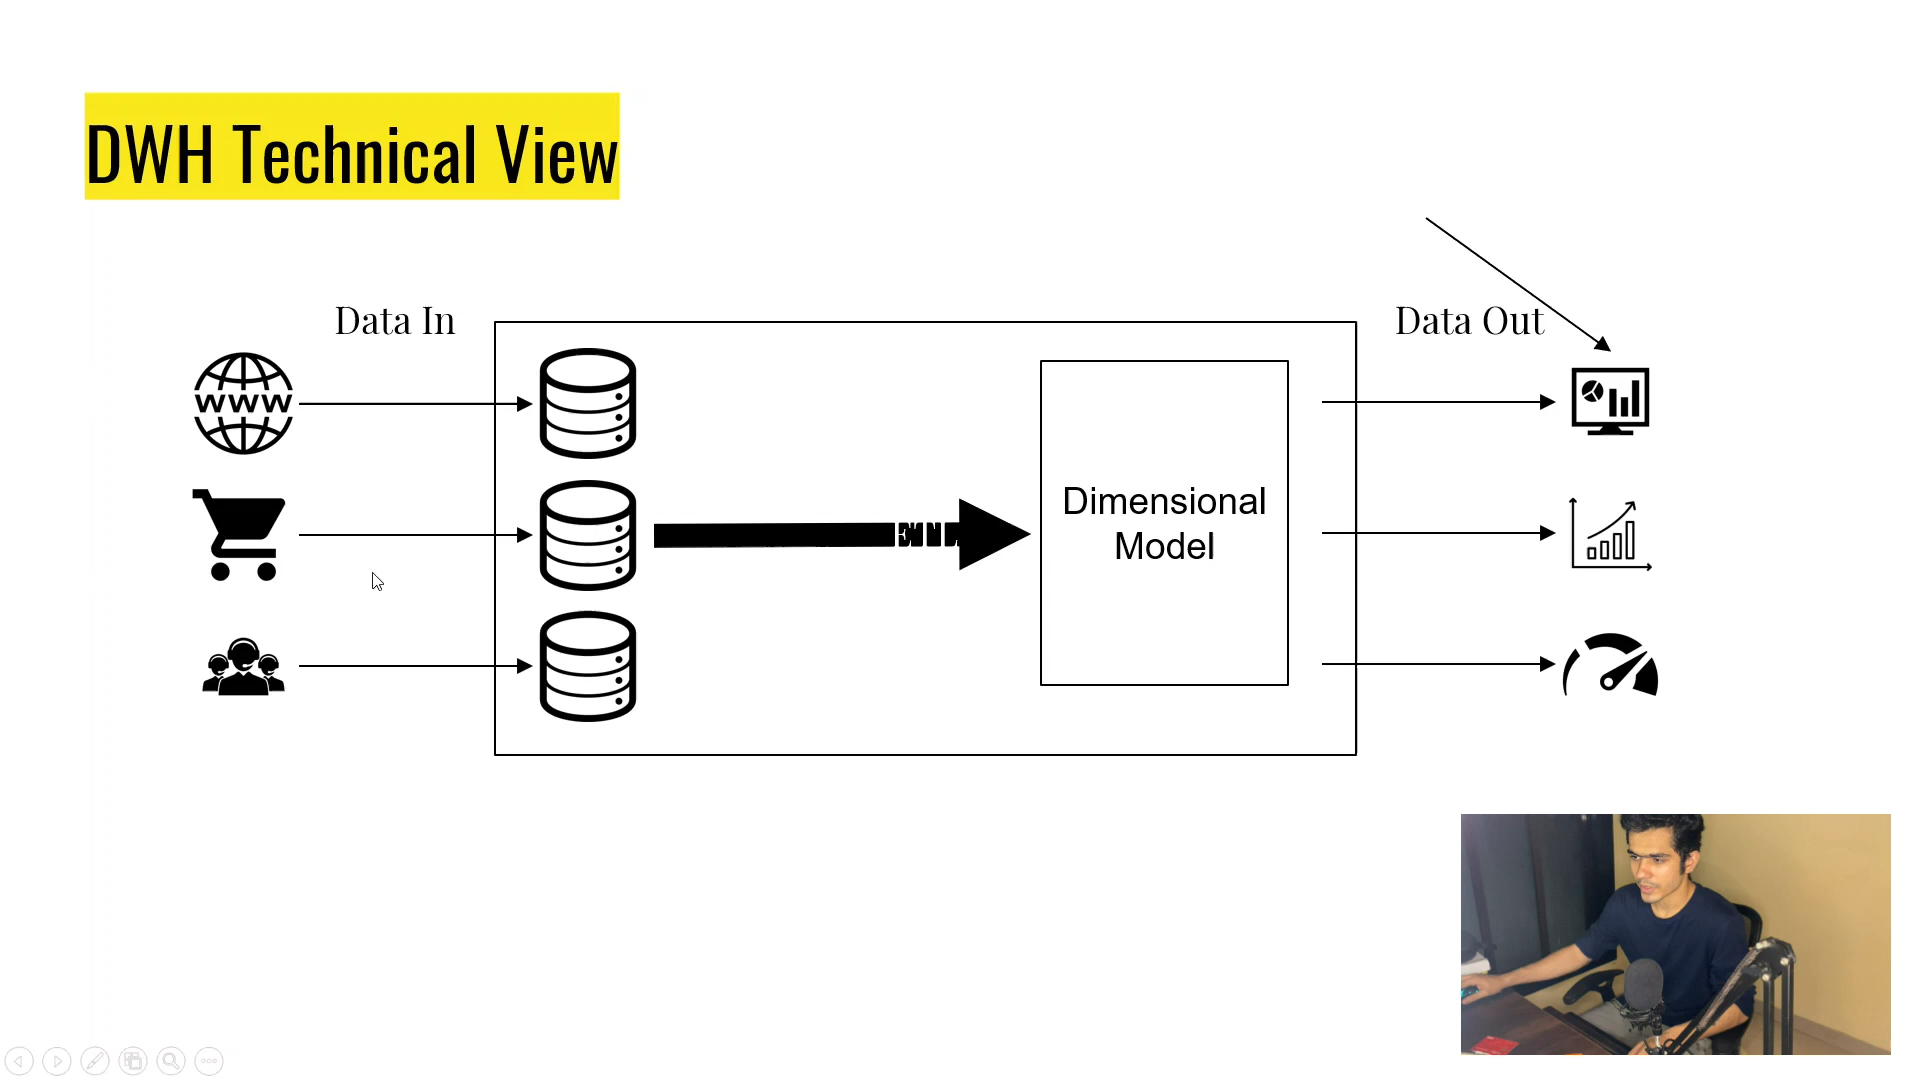 DWH Technical View
Data In
Data Out
WWW
Dimensional
Model